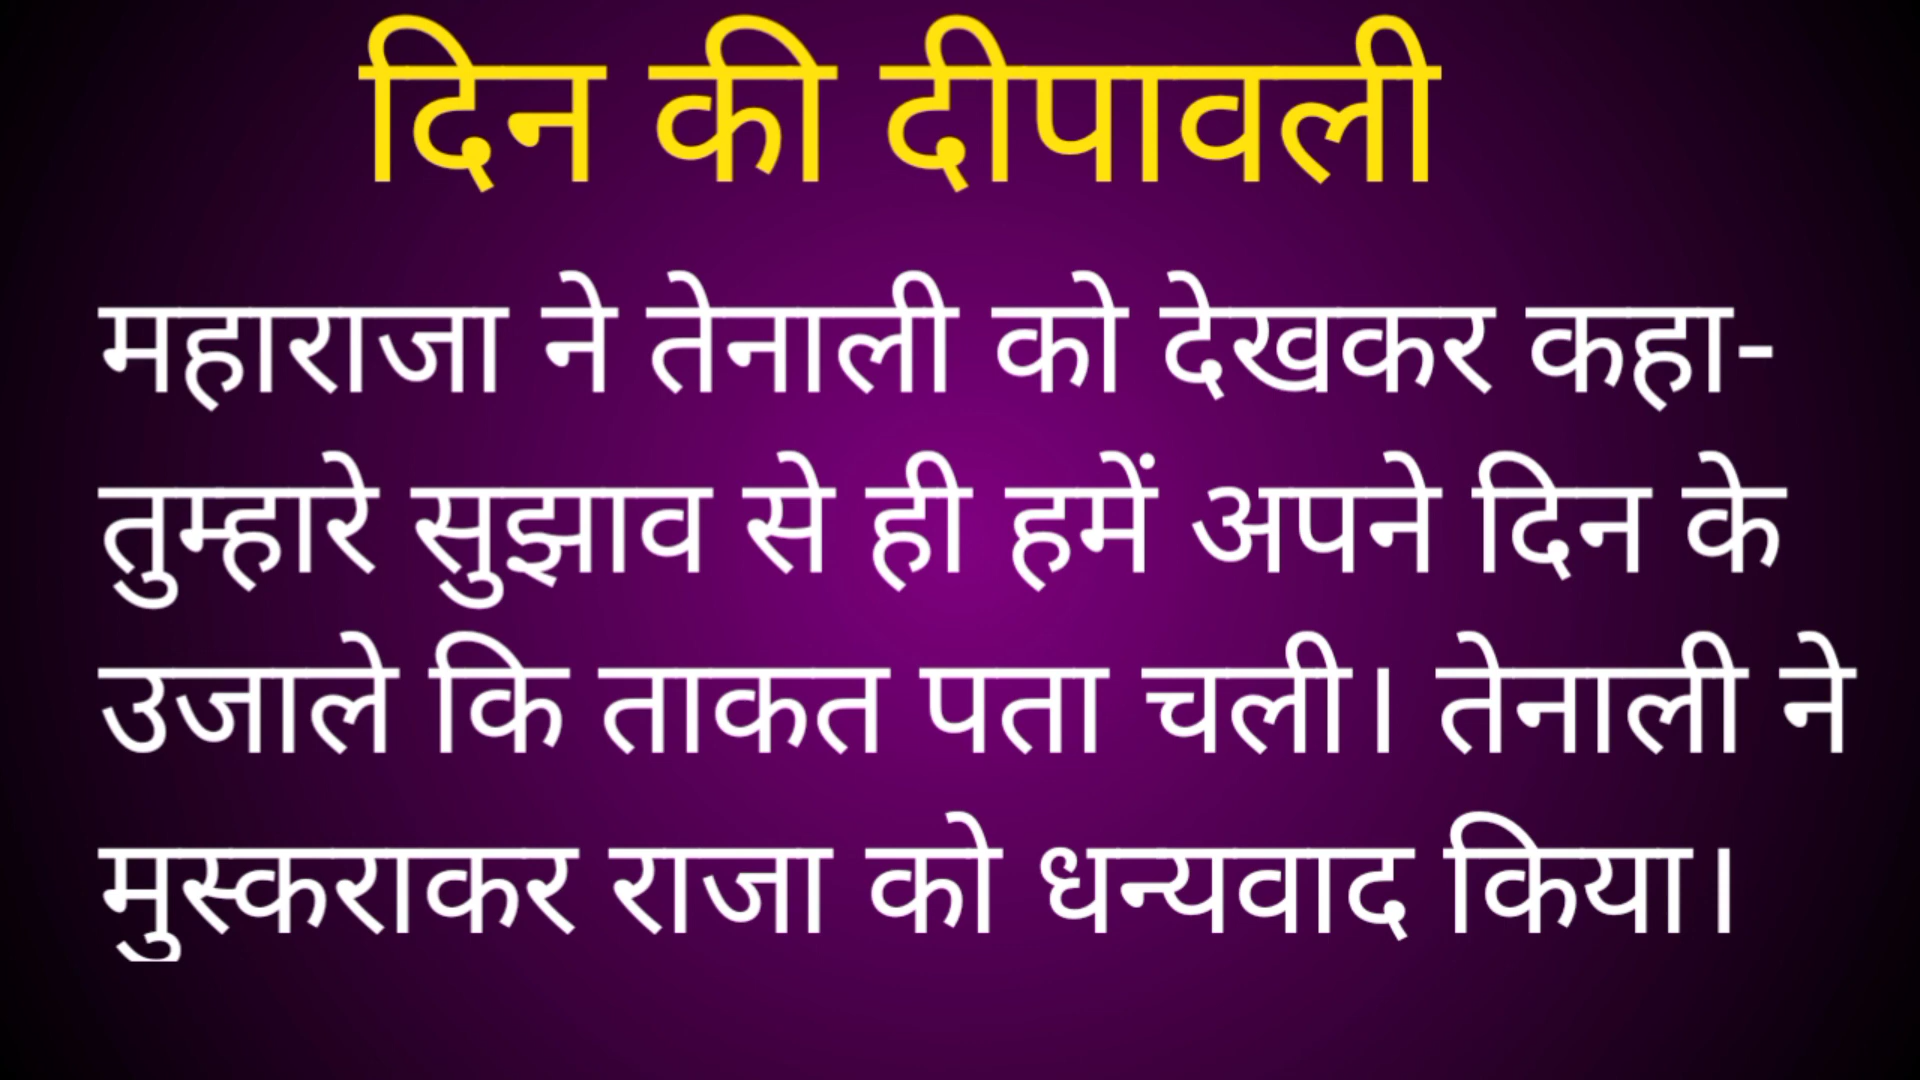 दिन की दीपावली
महाराजा ने तेनाली को देखकर कहा-
तुम्हारे सुझाव से ही हमें अपने दिन के
उजाले कि ताकत पता चली। तेनाली ने
मुस्कराकर राजा को धन्यवाद किया।